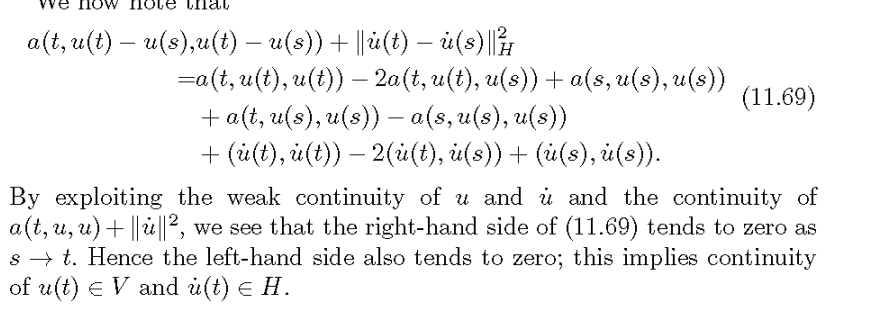 We now note that
a(t, u(t) − u(s),u(t) − u(s)) + ‖u̇(t) − u̇(s)‖²_H
=a(t, u(t), u(t)) − 2a(t, u(t), u(s)) + a(s, u(s), u(s))
+ a(t, u(s), u(s)) − a(s, u(s), u(s))
(11.69)
+ (u̇(t), u̇(t)) − 2(u̇(t), u̇(s)) + (u̇(s), u̇(s)).
By exploiting the weak continuity of u and u̇ and the continuity of
a(t, u, u) + ‖u̇‖², we see that the right-hand side of (11.69) tends to zero as
s → t. Hence the left-hand side also tends to zero; this implies continuity
of u(t) ∈ V and u̇(t) ∈ H.